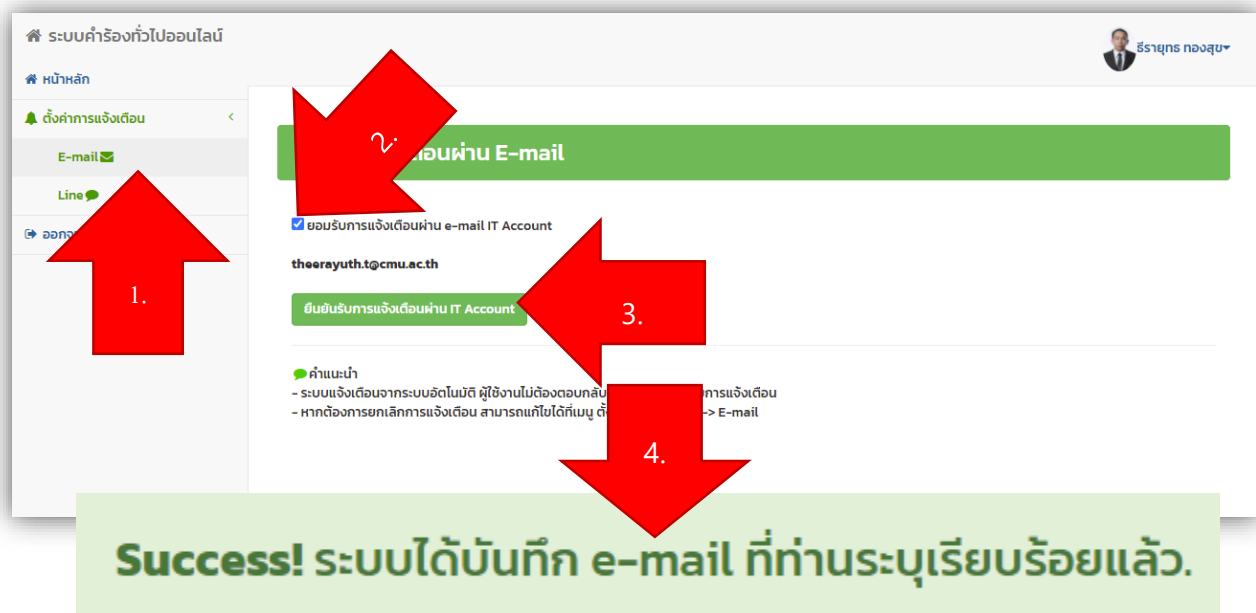 ระบบคำร้องทั่วไปออนไลน์
ธีรายุทธ ทองสุข
หน้าหลัก
ตั้งค่าการแจ้งเตือน
E-mail
Line
1.
2.
ผ่าน E-mail
ยอมรับการแจ้งเตือนผ่าน e-mail IT Account
theerayuth.t@cmu.ac.th
ยืนยันรับการแจ้งเตือนผ่าน IT Account
3.
คำแนะนำ
- ระบบแจ้งเตือนจากระบบอัตโนมัติ ผู้ใช้งานไม่ต้องตอบกลับ การแจ้งเตือน
- หากต้องการยกเลิกการแจ้งเตือน สามารถแก้ไขได้ที่เมนู -> E-mail
4.
Success! ระบบได้บันทึก e-mail ที่ท่านระบุเรียบร้อยแล้ว.